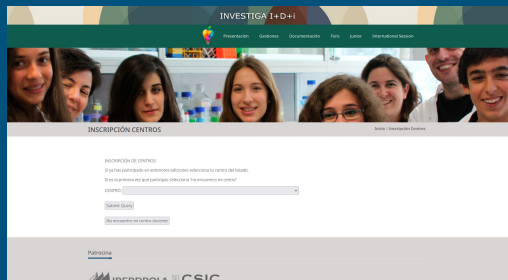 INVESTIGA I+D+i
Presentación Gestiones Documentación Foro Junior International Session
INSCRIPCIÓN CENTROS
Inicio / Inscripción Centros
INSCRIPCIÓN DE CENTROS:
Si ya has participado en anteriores ediciones selecciona tu centro del listado.
Si es la primera vez que participas, selecciona "no encuentro mi centro"
CENTRO:
Submit Query
No encuentro mi centro docente
Patrocina
IBERDROLA CSIC